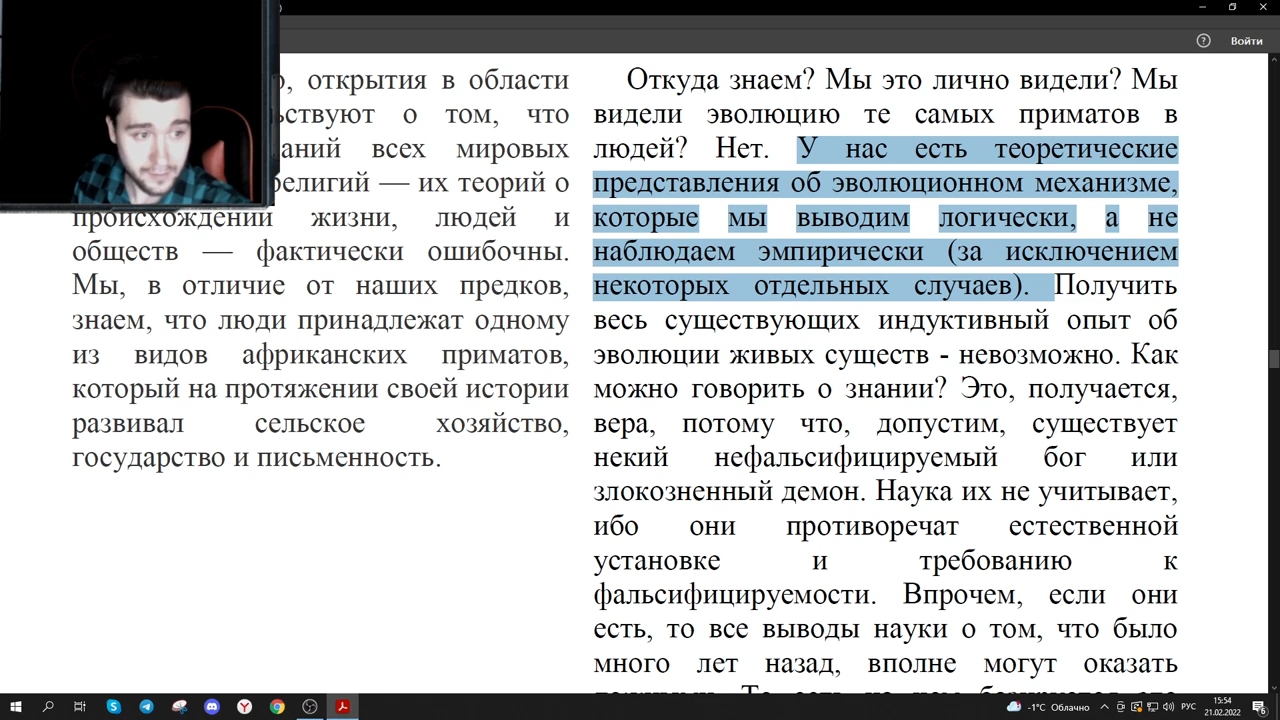 Войти
открытия в области
о том, что
всех мировых
религий — их теорий о
происхождении жизни, людей и
обществ — фактически ошибочны.
Мы, в отличие от наших предков,
знаем, что люди принадлежат одному
из видов африканских приматов,
который на протяжении своей истории
развивал сельское хозяйство,
государство и письменность.
Откуда знаем? Мы это лично видели? Мы
видели эволюцию те самых приматов в
людей? Нет. У нас есть теоретические
представления об эволюционном механизме,
которые мы выводим логически, а не
наблюдаем эмпирически (за исключением
некоторых отдельных случаев). Получить
весь существующих индуктивный опыт об
эволюции живых существ - невозможно. Как
можно говорить о знании? Это, получается,
вера, потому что, допустим, существует
некий нефальсифицируемый бог или
злокозненный демон. Наука их не учитывает,
ибо они противоречат естественной
установке и требованию к
фальсифицируемости. Впрочем, если они
есть, то все выводы науки о том, что было
много лет назад, вполне могут оказать
-1°C Облачно
РУС
15:54
21.02.2022